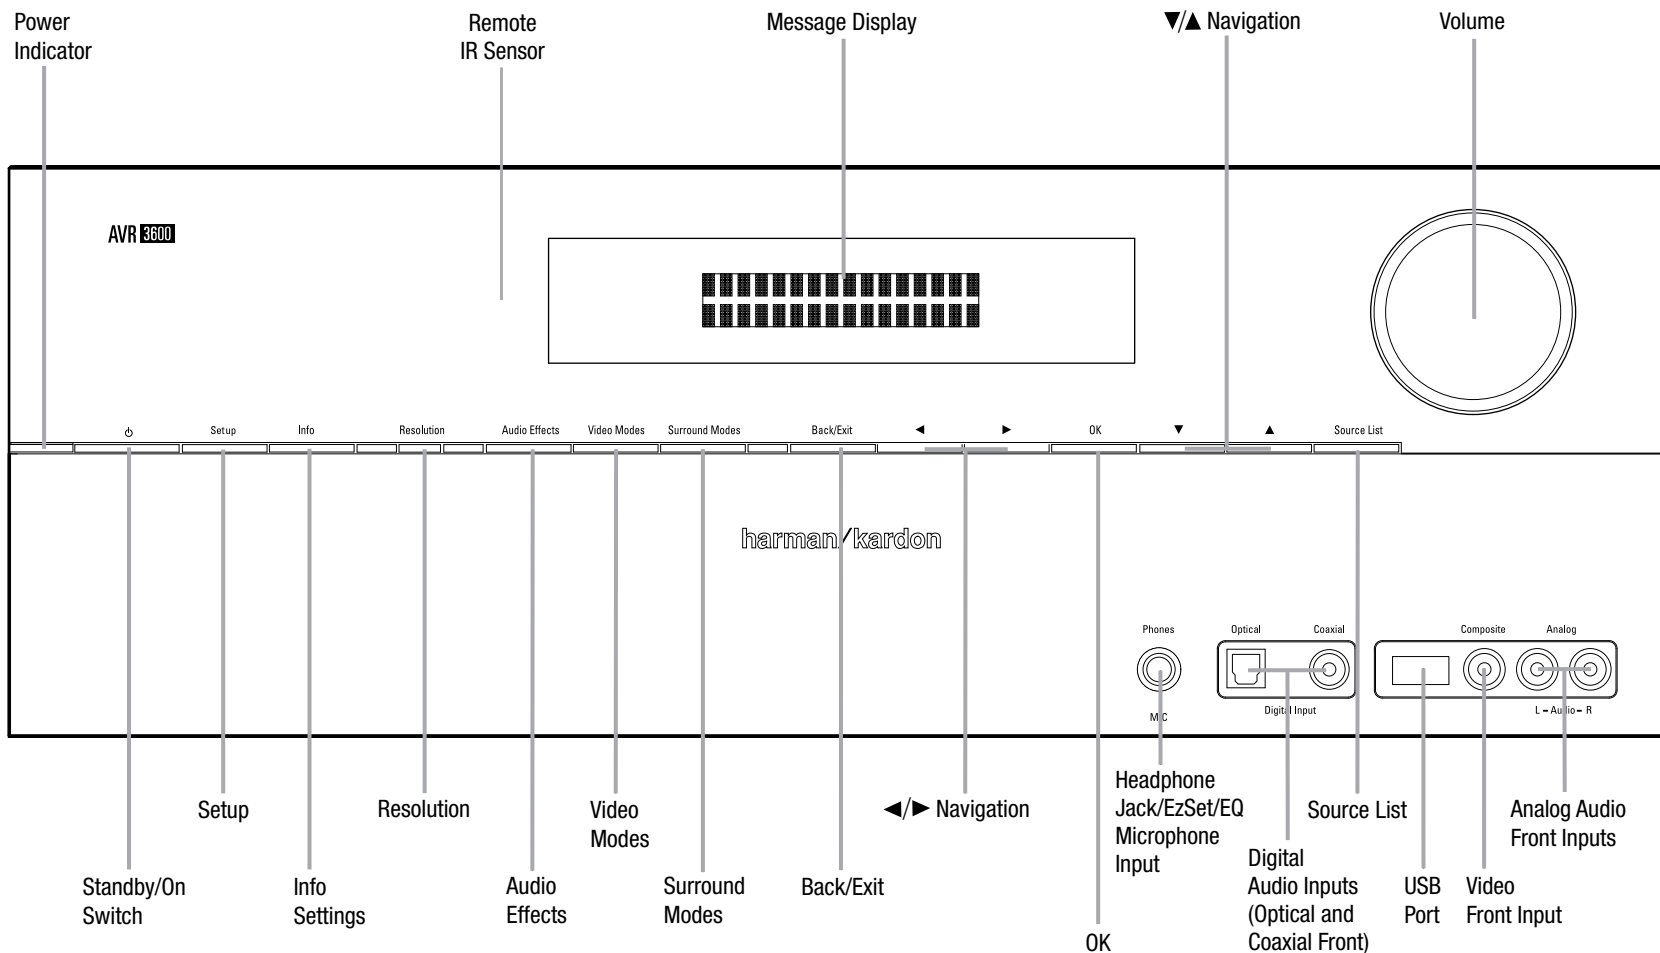 Power
Indicator
Remote
IR Sensor
Message Display
▼/▲ Navigation
Volume
AVR 3600
Setup
Info
Resolution
Audio Effects
Video Modes
Surround Modes
Back/Exit
◀
▶
OK
▼
▲
Source List
harman/kardon
Phones
Optical
Coaxial
Composite
Analog
MIC
Digital Input
L – Audio – R
Setup
Resolution
Video
Modes
◀/▶ Navigation
Headphone
Jack/EzSet/EQ
Microphone
Input
Source List
Analog Audio
Front Inputs
Standby/On
Switch
Info
Settings
Audio
Effects
Surround
Modes
Back/Exit
OK
Digital
Audio Inputs
(Optical and
Coaxial Front)
USB
Port
Video
Front Input